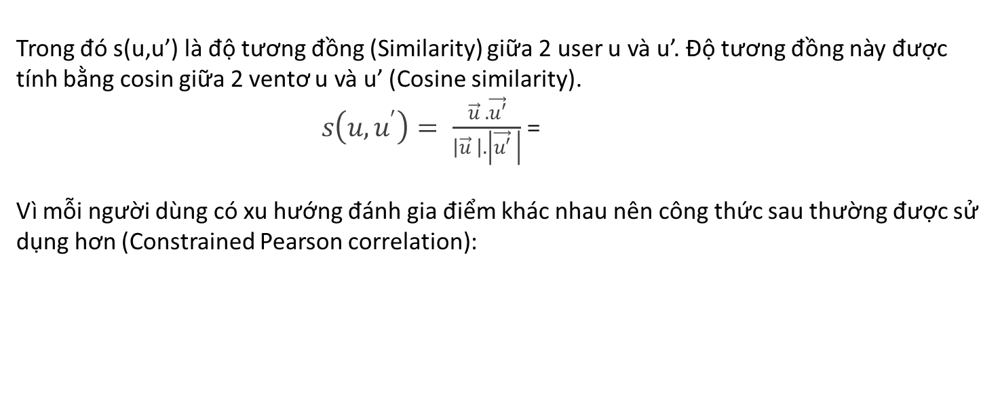 Trong đó s(u,u’) là độ tương đồng (Similarity) giữa 2 user u và u’. Độ tương đồng này được
tính bằng cosin giữa 2 ventơ u và u’ (Cosine similarity).
$s(u, u') = \frac{\vec{u} . \overrightarrow{u'}}{|\vec{u}| . |\overrightarrow{u'}|} =$
Vì mỗi người dùng có xu hướng đánh gia điểm khác nhau nên công thức sau thường được sử
dụng hơn (Constrained Pearson correlation):